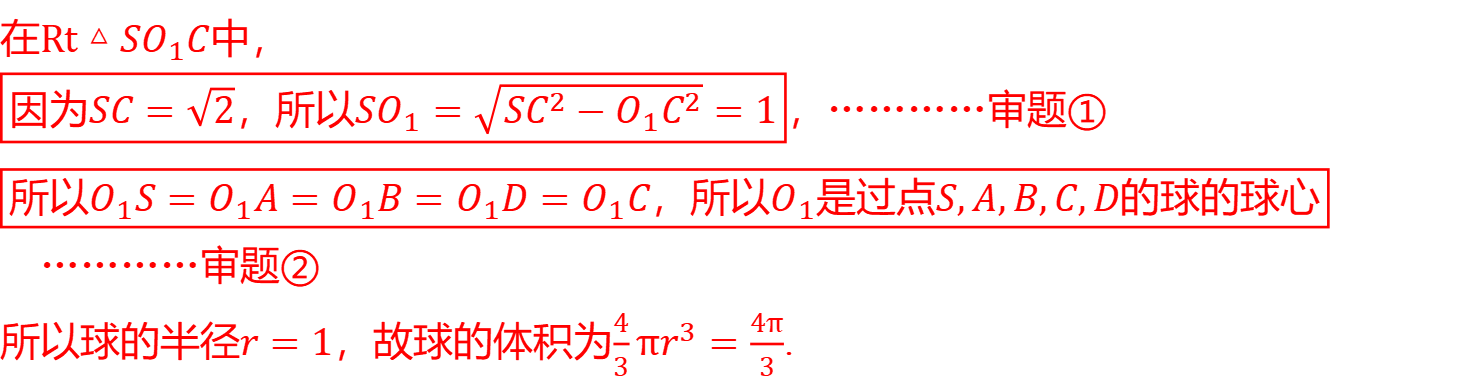 在Rt △ SO₁C中，
因为SC = √2，所以SO₁ = √(SC² − O₁C²) = 1，…………审题①
所以O₁S = O₁A = O₁B = O₁D = O₁C，所以O₁是过点S, A, B, C, D的球的球心
…………审题②
所以球的半径r = 1，故球的体积为4/3 πr³ = 4π/3.